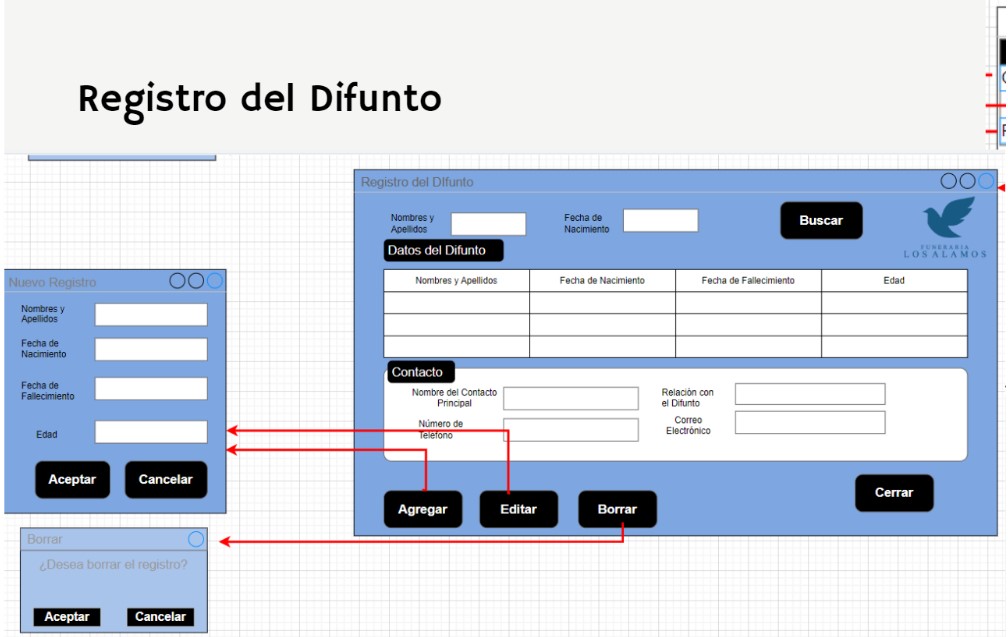 Registro del Difunto
Registro del DIfunto
Nombres y
Apellidos
Fecha de
Nacimiento
Buscar
FUNERARIA
LOS ALAMOS
Datos del Difunto
Nombres y Apellidos
Fecha de Nacimiento
Fecha de Fallecimiento
Edad
Contacto
Nombre del Contacto
Principal
Relación con
el Difunto
Número de
Telefono
Correo
Electrónico
Agregar
Editar
Borrar
Cerrar
Nuevo Registro
Nombres y
Apellidos
Fecha de
Nacimiento
Fecha de
Fallecimiento
Edad
Aceptar
Cancelar
Borrar
¿Desea borrar el registro?
Aceptar
Cancelar